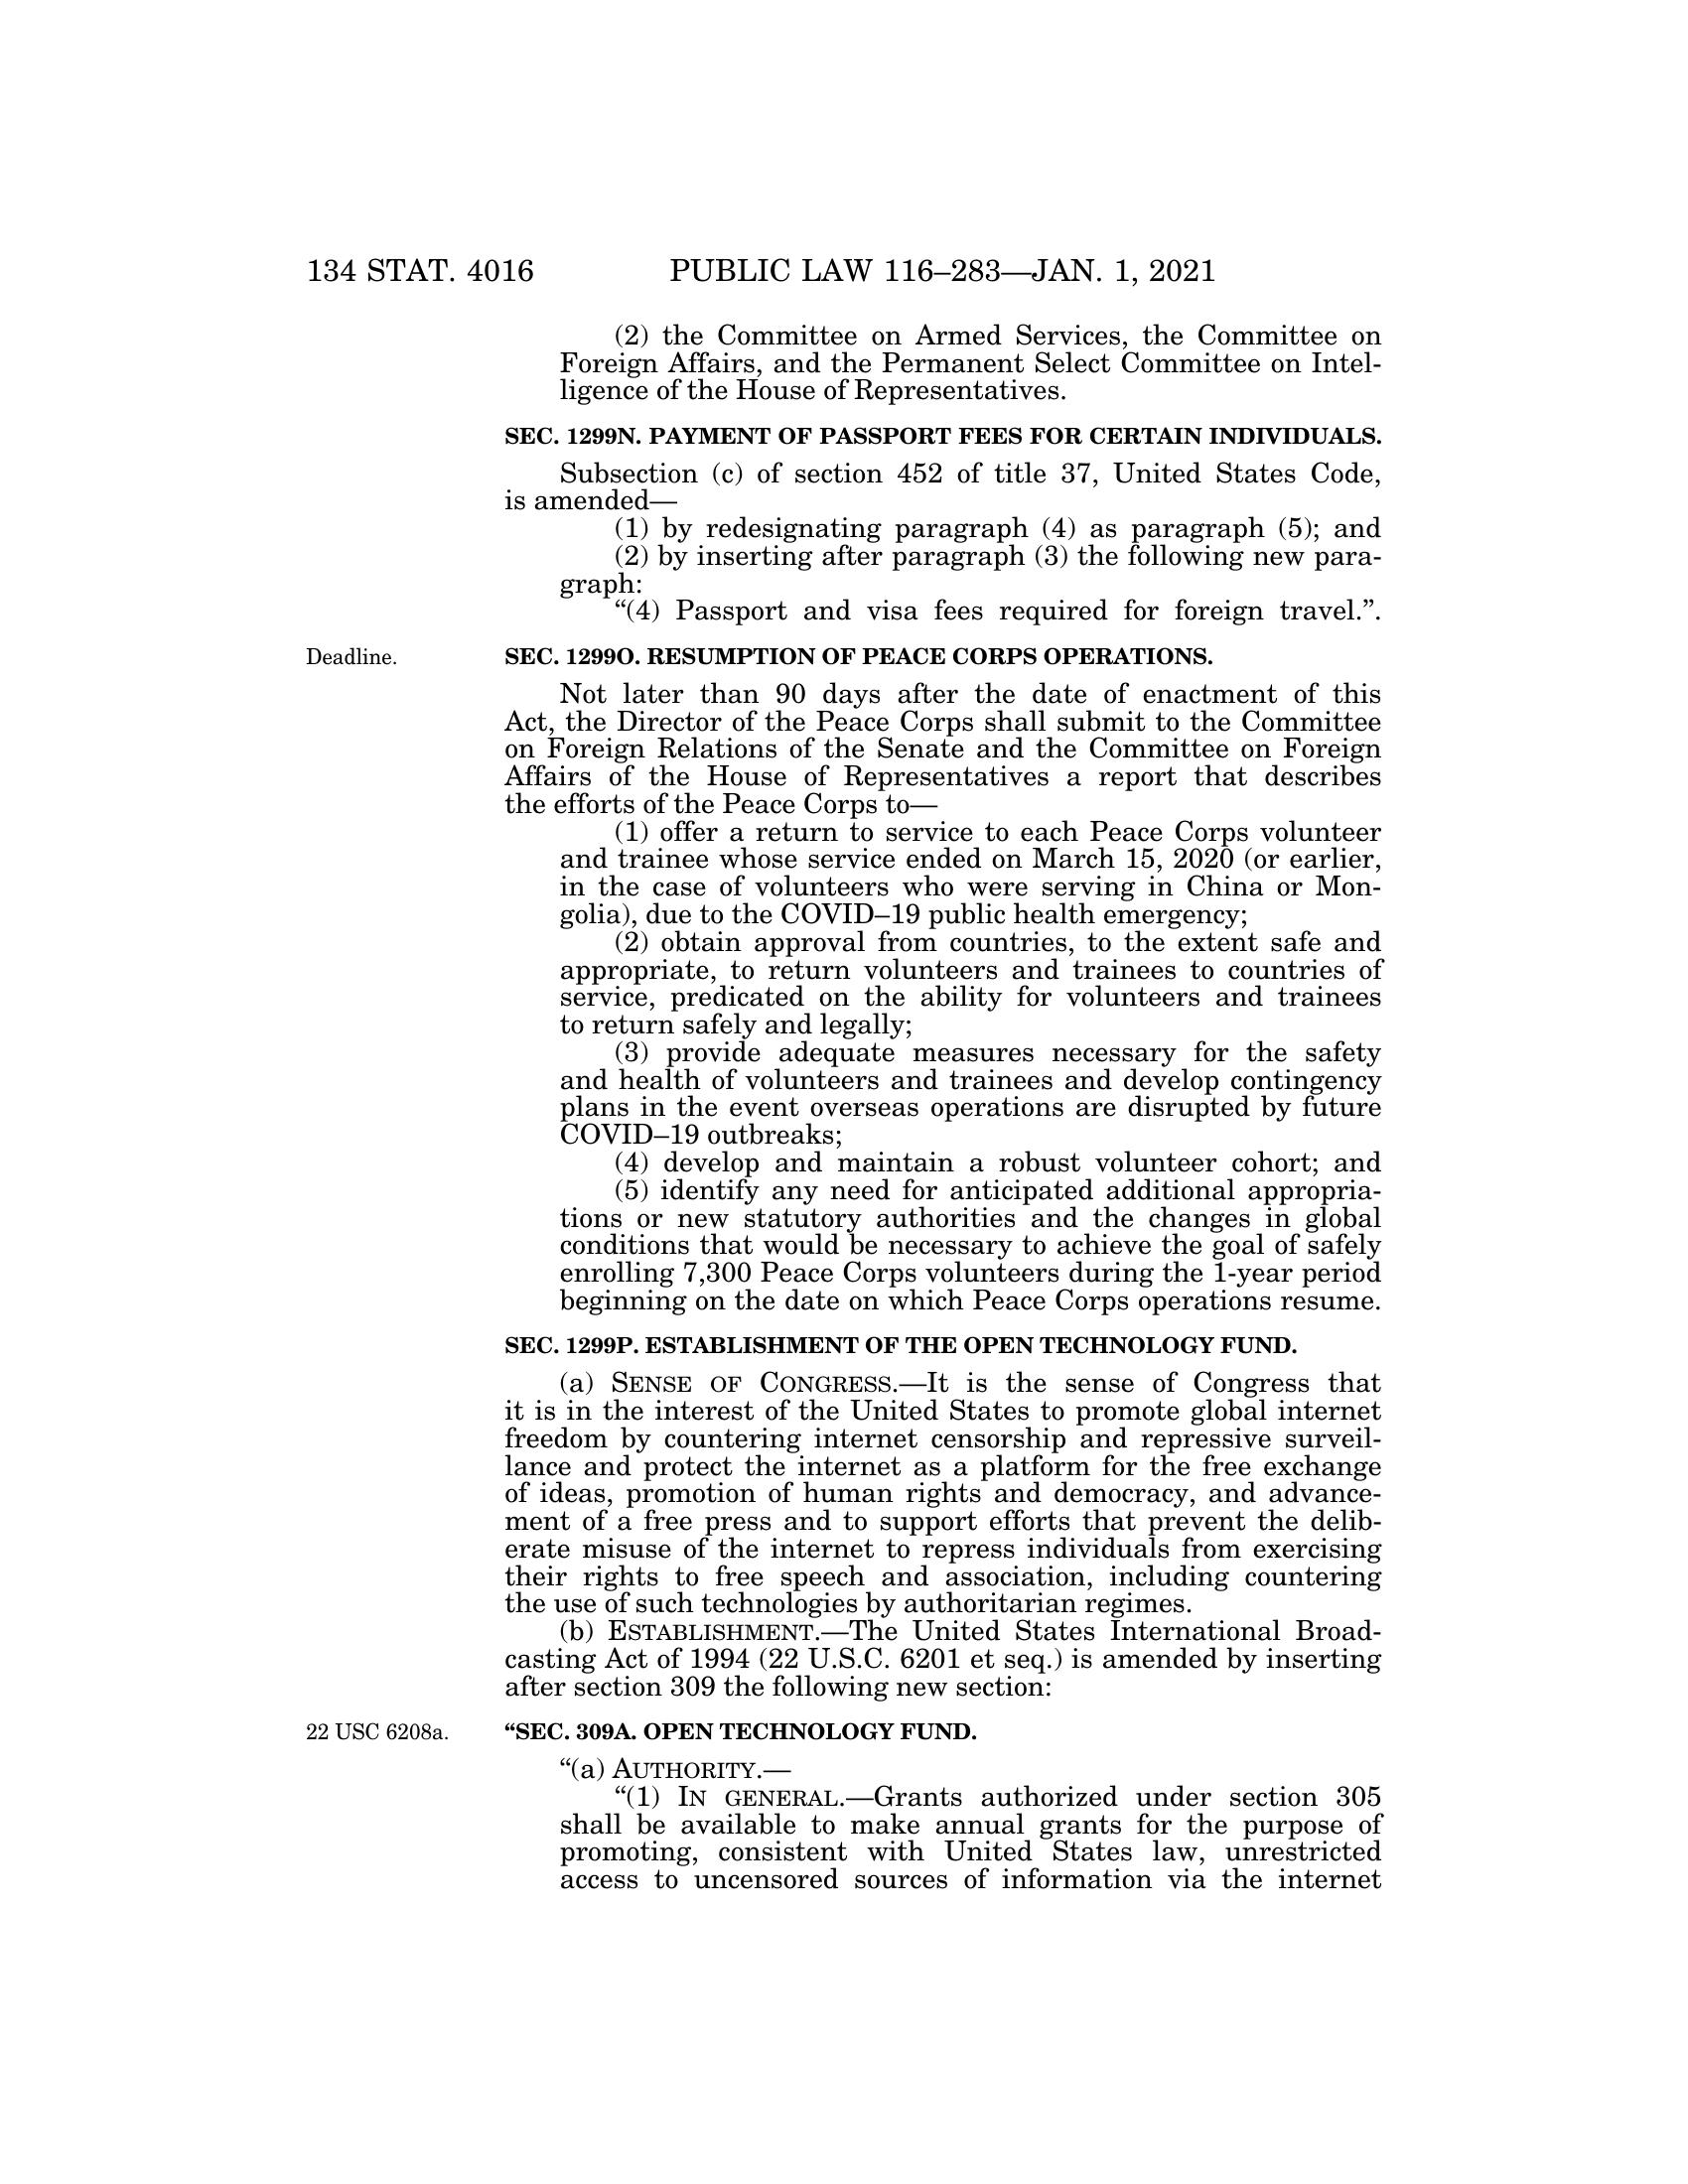 134 STAT. 4016 PUBLIC LAW 116–283—JAN. 1, 2021
(2) the Committee on Armed Services, the Committee on
Foreign Affairs, and the Permanent Select Committee on Intel-
ligence of the House of Representatives.
SEC. 1299N. PAYMENT OF PASSPORT FEES FOR CERTAIN INDIVIDUALS.
Subsection (c) of section 452 of title 37, United States Code,
is amended—
(1) by redesignating paragraph (4) as paragraph (5); and
(2) by inserting after paragraph (3) the following new para-
graph:
“(4) Passport and visa fees required for foreign travel.”.
Deadline. SEC. 1299O. RESUMPTION OF PEACE CORPS OPERATIONS.
Not later than 90 days after the date of enactment of this
Act, the Director of the Peace Corps shall submit to the Committee
on Foreign Relations of the Senate and the Committee on Foreign
Affairs of the House of Representatives a report that describes
the efforts of the Peace Corps to—
(1) offer a return to service to each Peace Corps volunteer
and trainee whose service ended on March 15, 2020 (or earlier,
in the case of volunteers who were serving in China or Mon-
golia), due to the COVID–19 public health emergency;
(2) obtain approval from countries, to the extent safe and
appropriate, to return volunteers and trainees to countries of
service, predicated on the ability for volunteers and trainees
to return safely and legally;
(3) provide adequate measures necessary for the safety
and health of volunteers and trainees and develop contingency
plans in the event overseas operations are disrupted by future
COVID–19 outbreaks;
(4) develop and maintain a robust volunteer cohort; and
(5) identify any need for anticipated additional appropria-
tions or new statutory authorities and the changes in global
conditions that would be necessary to achieve the goal of safely
enrolling 7,300 Peace Corps volunteers during the 1-year period
beginning on the date on which Peace Corps operations resume.
SEC. 1299P. ESTABLISHMENT OF THE OPEN TECHNOLOGY FUND.
(a) SENSE OF CONGRESS.—It is the sense of Congress that
it is in the interest of the United States to promote global internet
freedom by countering internet censorship and repressive surveil-
lance and protect the internet as a platform for the free exchange
of ideas, promotion of human rights and democracy, and advance-
ment of a free press and to support efforts that prevent the delib-
erate misuse of the internet to repress individuals from exercising
their rights to free speech and association, including countering
the use of such technologies by authoritarian regimes.
(b) ESTABLISHMENT.—The United States International Broad-
casting Act of 1994 (22 U.S.C. 6201 et seq.) is amended by inserting
after section 309 the following new section:
22 USC 6208a. “SEC. 309A. OPEN TECHNOLOGY FUND.
“(a) AUTHORITY.—
“(1) IN GENERAL.—Grants authorized under section 305
shall be available to make annual grants for the purpose of
promoting, consistent with United States law, unrestricted
access to uncensored sources of information via the internet